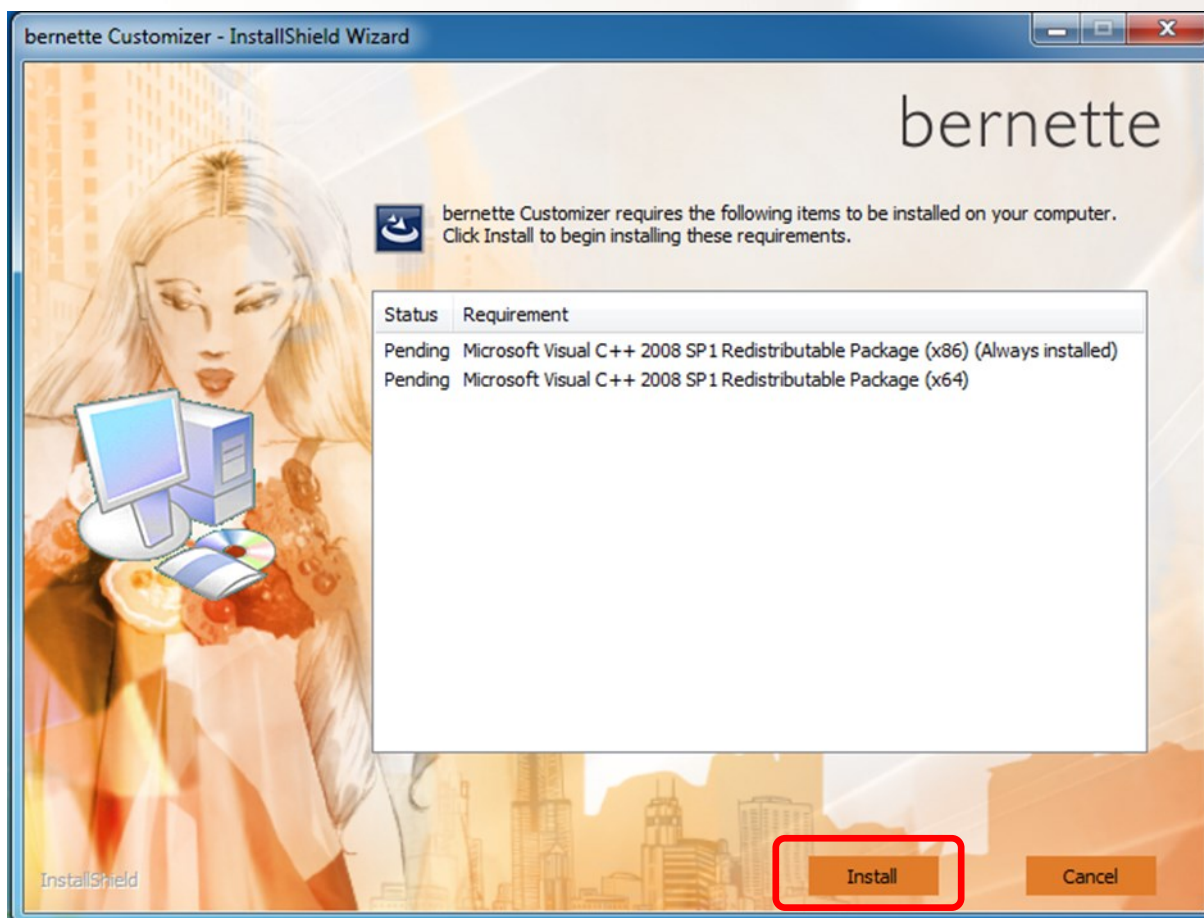 bernette Customizer - InstallShield Wizard
bernette
bernette Customizer requires the following items to be installed on your computer.
Click Install to begin installing these requirements.
Status Requirement
Pending Microsoft Visual C++ 2008 SP1 Redistributable Package (x86) (Always installed)
Pending Microsoft Visual C++ 2008 SP1 Redistributable Package (x64)
InstallShield
Install
Cancel